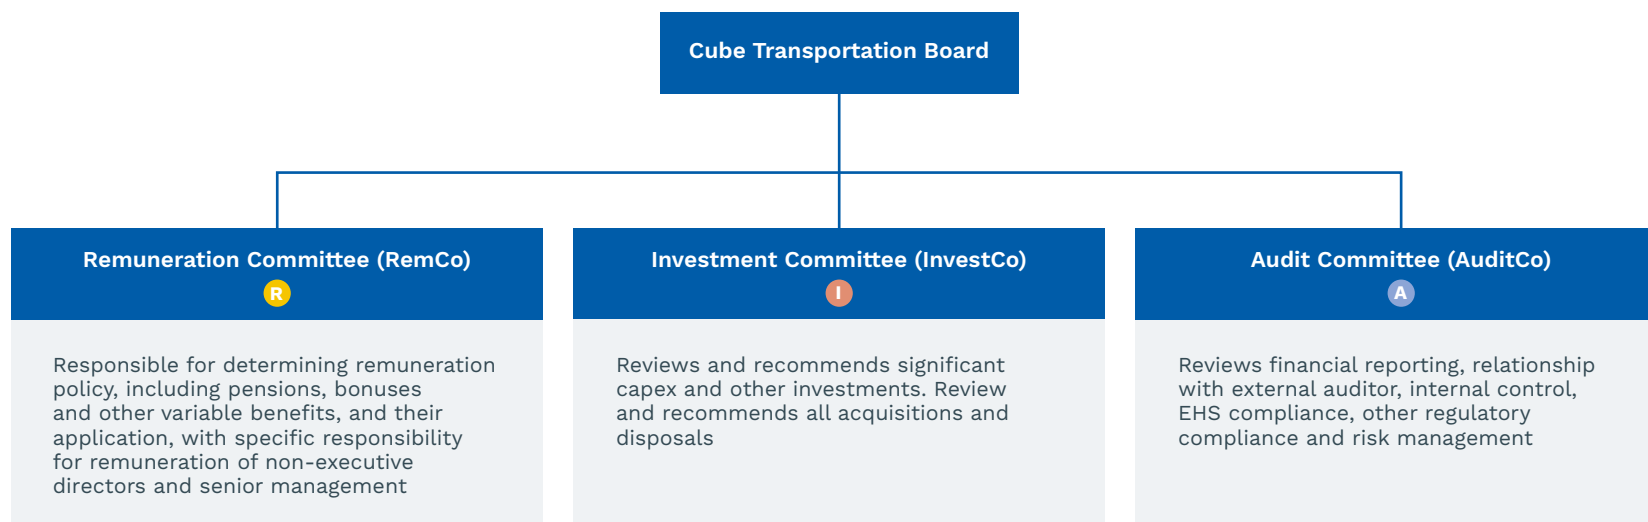 Cube Transportation Board
Remuneration Committee (RemCo)
R
Responsible for determining remuneration
policy, including pensions, bonuses
and other variable benefits, and their
application, with specific responsibility
for remuneration of non-executive
directors and senior management
Investment Committee (InvestCo)
I
Reviews and recommends significant
capex and other investments. Review
and recommends all acquisitions and
disposals
Audit Committee (AuditCo)
A
Reviews financial reporting, relationship
with external auditor, internal control,
EHS compliance, other regulatory
compliance and risk management